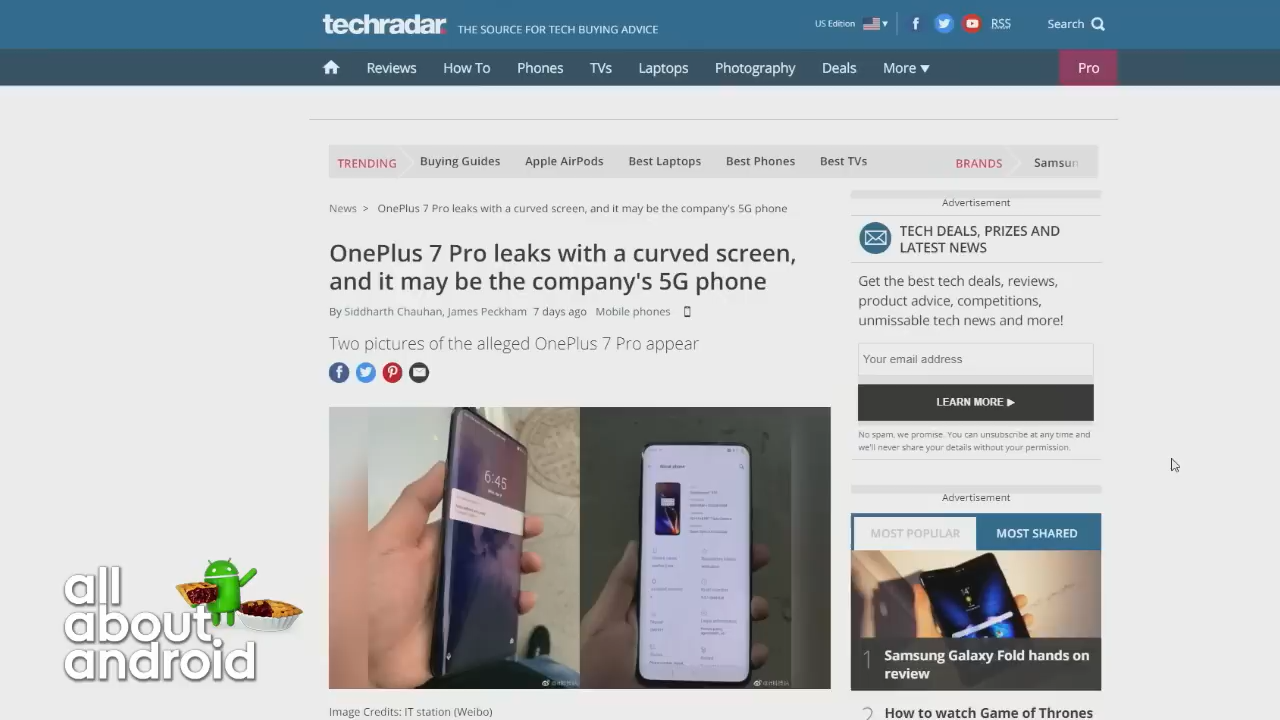 techradar.
THE SOURCE FOR TECH BUYING ADVICE
US Edition
RSS
Search
Reviews How To Phones TVs Laptops Photography Deals More Pro
TRENDING Buying Guides Apple AirPods Best Laptops Best Phones Best TVs BRANDS Samsun
News > OnePlus 7 Pro leaks with a curved screen, and it may be the company's 5G phone
OnePlus 7 Pro leaks with a curved screen,
and it may be the company's 5G phone
By Siddharth Chauhan, James Peckham 7 days ago Mobile phones
Two pictures of the alleged OnePlus 7 Pro appear
6:45
Image Credits: IT station (Weibo)
Advertisement
TECH DEALS, PRIZES AND
LATEST NEWS
Get the best tech deals, reviews,
product advice, competitions,
unmissable tech news and more!
Your email address
LEARN MORE ▶
No spam, we promise. You can unsubscribe at any time and
we'll never share your details without your permission.
Advertisement
MOST POPULAR MOST SHARED
1 Samsung Galaxy Fold hands on
review
2 How to watch Game of Thrones
all
about
android